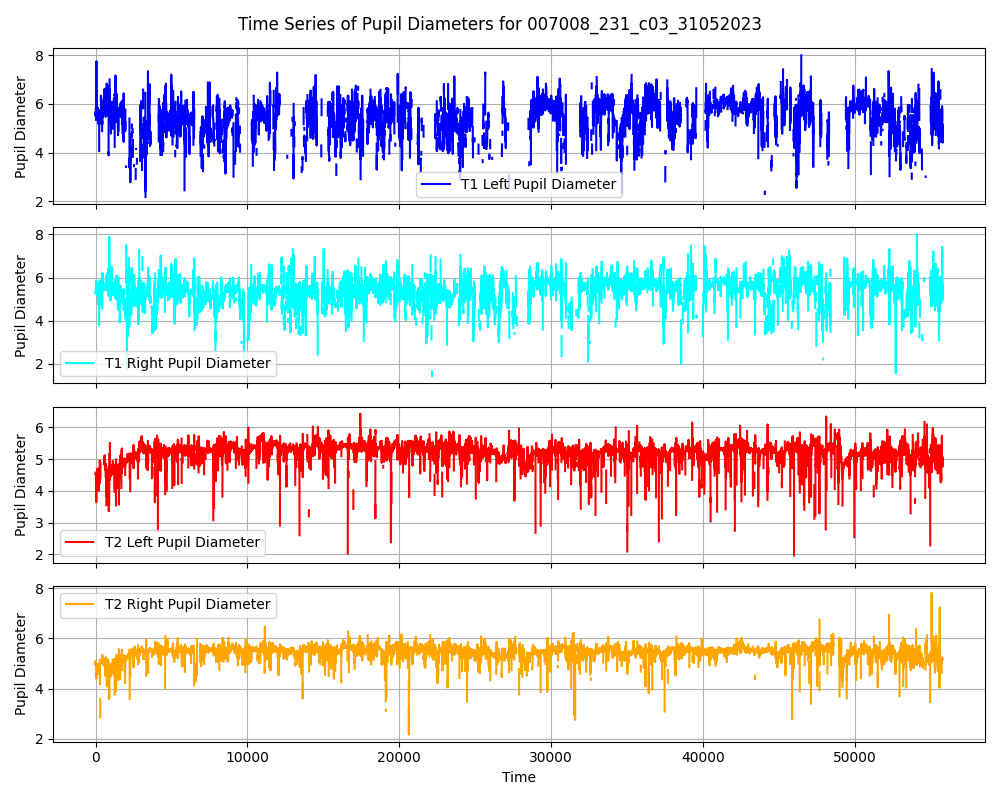 Time Series of Pupil Diameters for 007008_231_c03_31052023
8
6
4
2
Pupil Diameter
T1 Left Pupil Diameter
8
6
4
2
Pupil Diameter
T1 Right Pupil Diameter
6
5
4
3
2
Pupil Diameter
T2 Left Pupil Diameter
8
6
4
2
Pupil Diameter
T2 Right Pupil Diameter
0 10000 20000 30000 40000 50000
Time